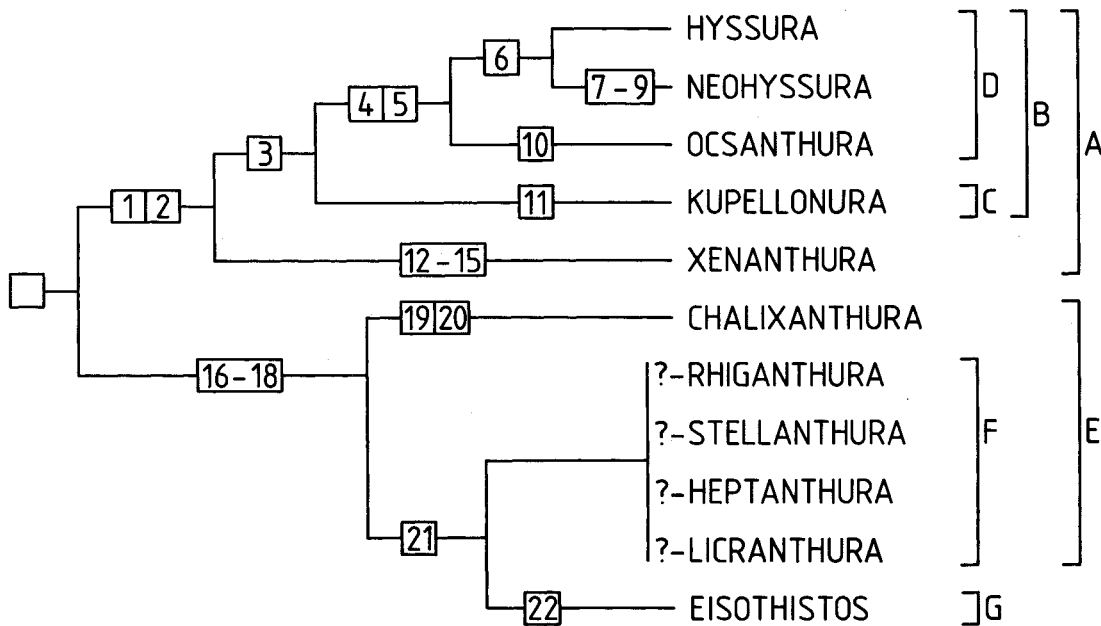 HYSSURA
6
7 - 9 NEOHYSSURA D
4 5 B
10 OCSANTHURA A
3
11 KUPELLONURA C
1 2
12 - 15 XENANTHURA
19 20 CHALIXANTHURA
16 - 18 ?-RHIGANTHURA
?-STELLANTHURA F E
?-HEPTANTHURA
21 ?-LICRANTHURA
22 EISOTHISTOS G